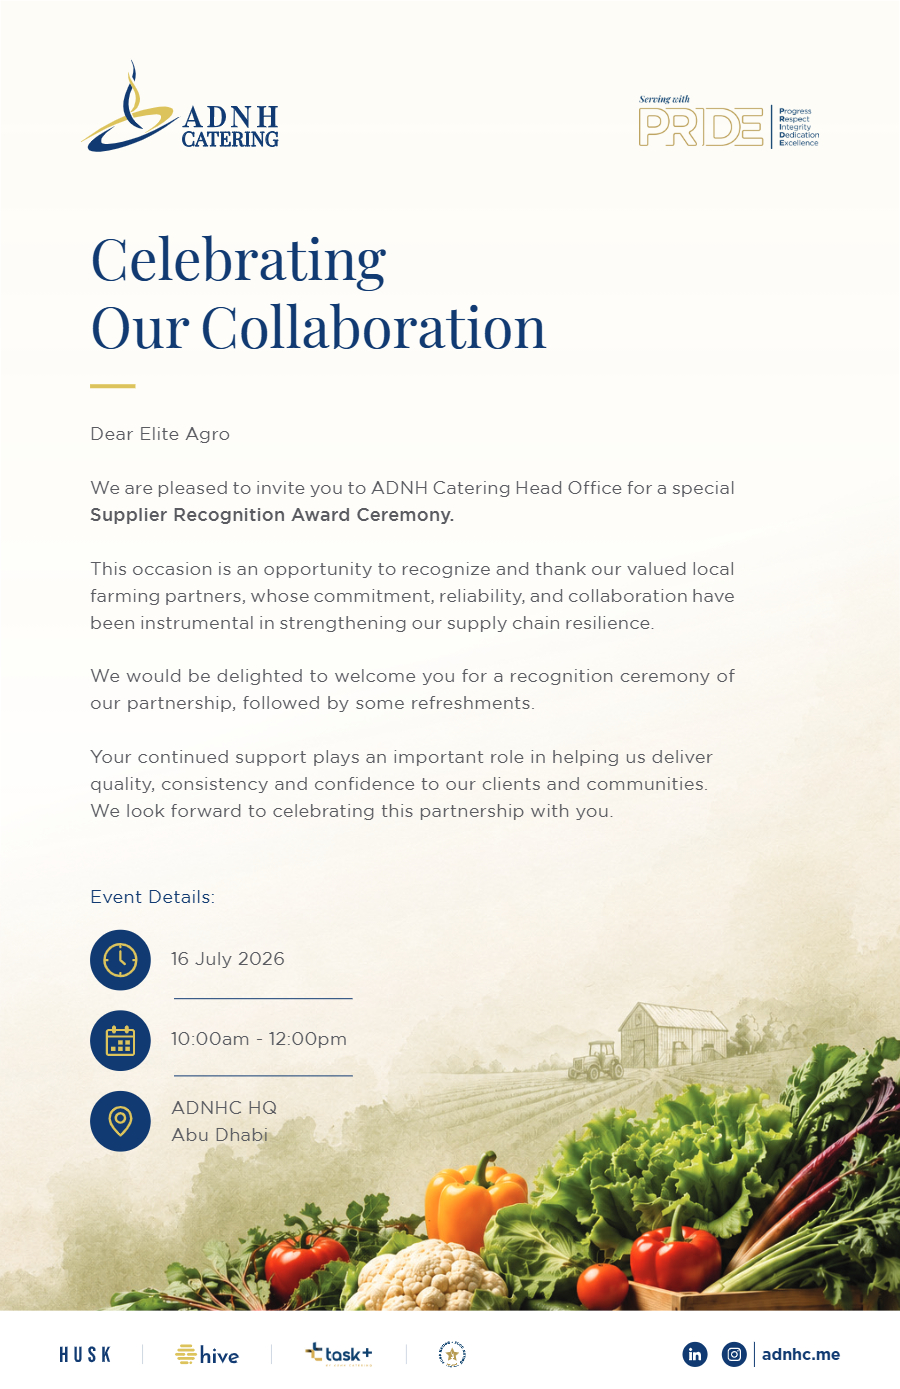 ADNH
CATERING
Serving with
PRIDE
Progress
Respect
Integrity
Dedication
Excellence
Celebrating
Our Collaboration
Dear Elite Agro
We are pleased to invite you to ADNH Catering Head Office for a special
Supplier Recognition Award Ceremony.
This occasion is an opportunity to recognize and thank our valued local
farming partners, whose commitment, reliability, and collaboration have
been instrumental in strengthening our supply chain resilience.
We would be delighted to welcome you for a recognition ceremony of
our partnership, followed by some refreshments.
Your continued support plays an important role in helping us deliver
quality, consistency and confidence to our clients and communities.
We look forward to celebrating this partnership with you.
Event Details:
16 July 2026
10:00am - 12:00pm
ADNHC HQ
Abu Dhabi
HUSK
hive
task+
in
adnhc.me